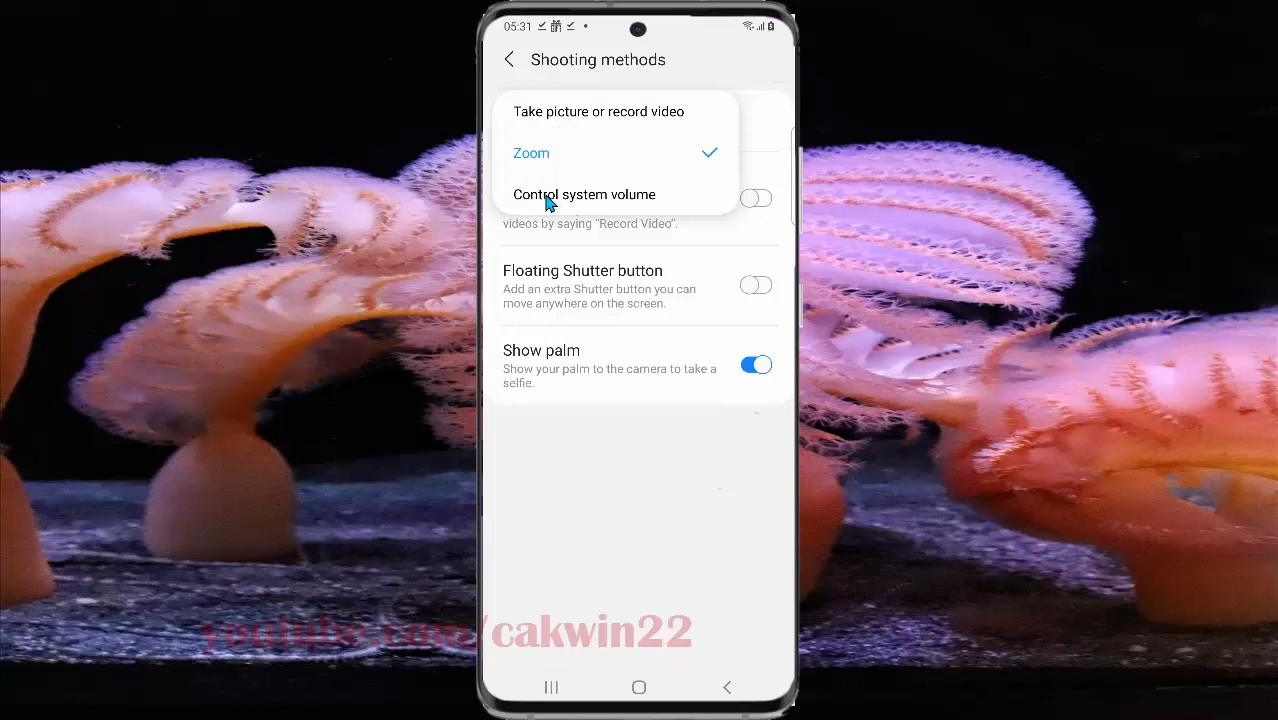 05:31
Shooting methods
Take picture or record video
Zoom
Control system volume
videos by saying "Record Video".
Floating Shutter button
Add an extra Shutter button you can
move anywhere on the screen.
Show palm
Show your palm to the camera to take a
selfie.
youtube.com/cakwin22